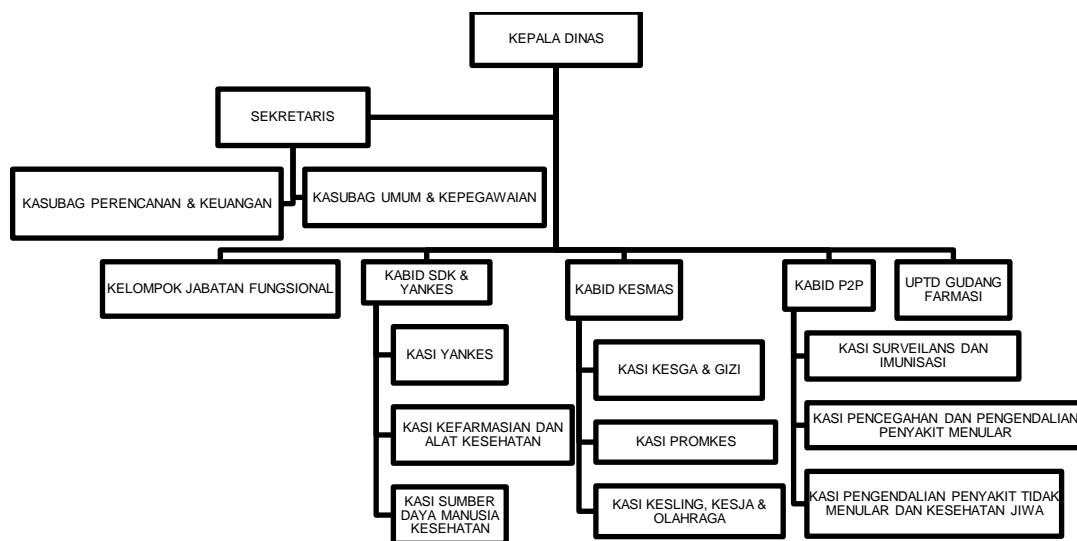 KEPALA DINAS
SEKRETARIS
KASUBAG PERENCANAN & KEUANGAN
KASUBAG UMUM & KEPEGAWAIAN
KELOMPOK JABATAN FUNGSIONAL
KABID SDK &
YANKES
KABID KESMAS
KABID P2P
UPTD GUDANG
FARMASI
KASI YANKES
KASI KEFARMASIAN DAN
ALAT KESEHATAN
KASI SUMBER
DAYA MANUSIA
KESEHATAN
KASI KESGA & GIZI
KASI PROMKES
KASI KESLING, KESJA &
OLAHRAGA
KASI SURVEILANS DAN
IMUNISASI
KASI PENCEGAHAN DAN PENGENDALIAN
PENYAKIT MENULAR
KASI PENGENDALIAN PENYAKIT TIDAK
MENULAR DAN KESEHATAN JIWA